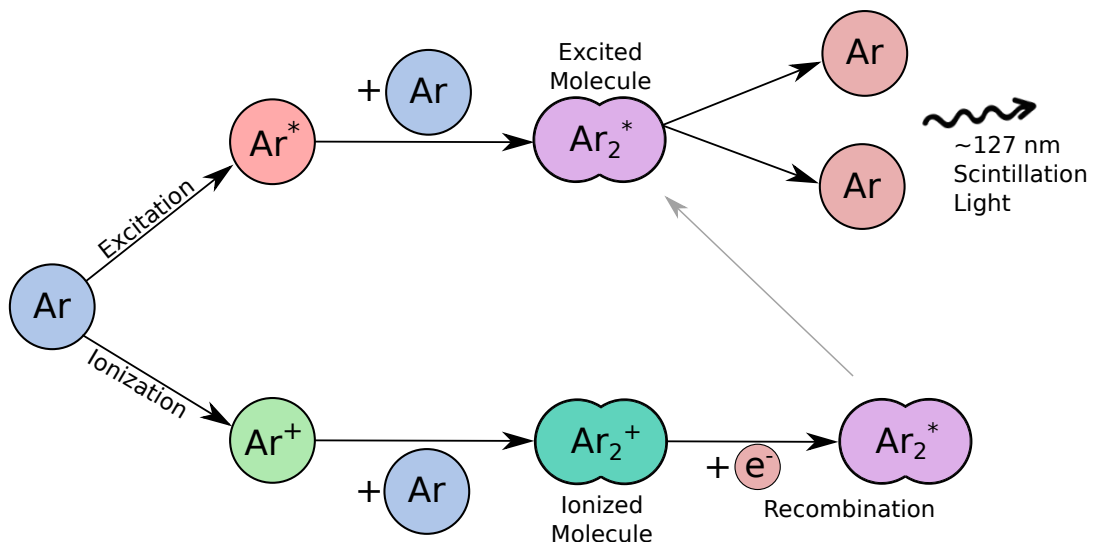 Excited
Molecule
Ar
+ Ar
Ar*
Ar₂*
~127 nm
Scintillation
Light
Ar
Excitation
Ar
Ionization
Ar⁺
+ Ar
Ar₂⁺
Ionized
Molecule
+ e⁻
Ar₂*
Recombination